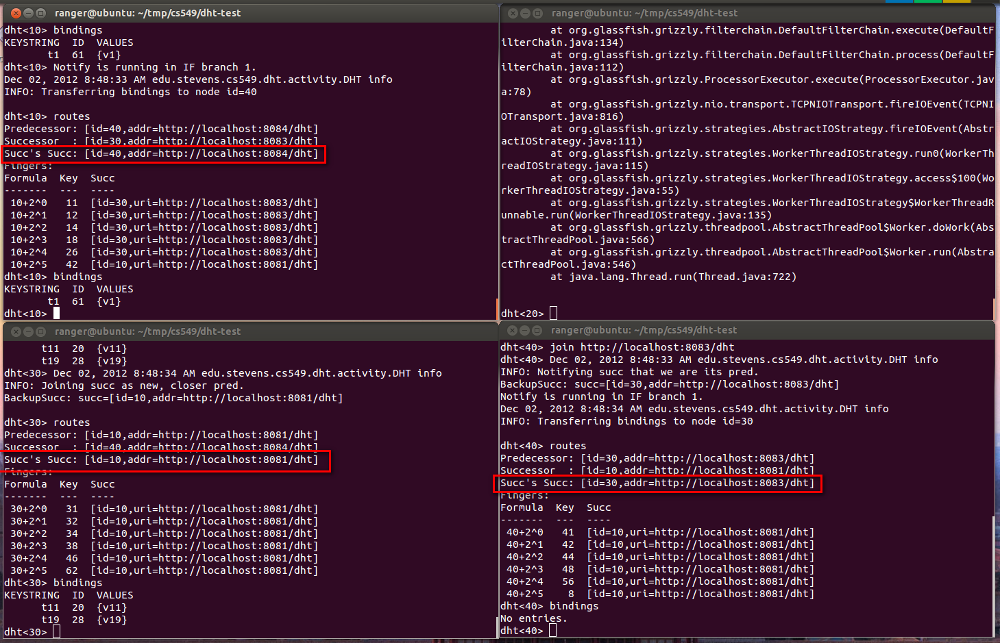 ranger@ubuntu: ~/tmp/cs549/dht-test
dht<10> bindings
KEYSTRING  ID  VALUES
       t1  61  {v1}
dht<10> Notify is running in IF branch 1.
Dec 02, 2012 8:48:33 AM edu.stevens.cs549.dht.activity.DHT info
INFO: Transferring bindings to node id=40
dht<10> routes
Predecessor: [id=40,addr=http://localhost:8084/dht]
Successor  : [id=30,addr=http://localhost:8083/dht]
Succ's Succ: [id=40,addr=http://localhost:8084/dht]
Fingers:
Formula  Key  Succ
-------  ---  ----
 10+2^0   11  [id=30,uri=http://localhost:8083/dht]
 10+2^1   12  [id=30,uri=http://localhost:8083/dht]
 10+2^2   14  [id=30,uri=http://localhost:8083/dht]
 10+2^3   18  [id=30,uri=http://localhost:8083/dht]
 10+2^4   26  [id=30,uri=http://localhost:8083/dht]
 10+2^5   42  [id=10,uri=http://localhost:8081/dht]
dht<10> bindings
KEYSTRING  ID  VALUES
       t1  61  {v1}
dht<10>
ranger@ubuntu: ~/tmp/cs549/dht-test
        at org.glassfish.grizzly.filterchain.DefaultFilterChain.execute(DefaultF
ilterChain.java:134)
        at org.glassfish.grizzly.filterchain.DefaultFilterChain.process(DefaultF
ilterChain.java:112)
        at org.glassfish.grizzly.ProcessorExecutor.execute(ProcessorExecutor.jav
a:78)
        at org.glassfish.grizzly.nio.transport.TCPNIOTransport.fireIOEvent(TCPNI
OTransport.java:816)
        at org.glassfish.grizzly.strategies.AbstractIOStrategy.fireIOEvent(Abstr
actIOStrategy.java:111)
        at org.glassfish.grizzly.strategies.WorkerThreadIOStrategy.run0(WorkerTh
readIOStrategy.java:115)
        at org.glassfish.grizzly.strategies.WorkerThreadIOStrategy.access$100(Wo
rkerThreadIOStrategy.java:55)
        at org.glassfish.grizzly.strategies.WorkerThreadIOStrategy$WorkerThreadR
unnable.run(WorkerThreadIOStrategy.java:135)
        at org.glassfish.grizzly.threadpool.AbstractThreadPool$Worker.doWork(Abs
tractThreadPool.java:566)
        at org.glassfish.grizzly.threadpool.AbstractThreadPool$Worker.run(Abstra
ctThreadPool.java:546)
        at java.lang.Thread.run(Thread.java:722)
dht<20>
ranger@ubuntu: ~/tmp/cs549/dht-test
      t11  20  {v11}
      t19  28  {v19}
dht<30> Dec 02, 2012 8:48:34 AM edu.stevens.cs549.dht.activity.DHT info
INFO: Joining succ as new, closer pred.
BackupSucc: succ=[id=10,addr=http://localhost:8081/dht]
dht<30> routes
Predecessor: [id=10,addr=http://localhost:8081/dht]
Successor  : [id=40,addr=http://localhost:8084/dht]
Succ's Succ: [id=10,addr=http://localhost:8081/dht]
Fingers:
Formula  Key  Succ
-------  ---  ----
 30+2^0   31  [id=10,uri=http://localhost:8081/dht]
 30+2^1   32  [id=10,uri=http://localhost:8081/dht]
 30+2^2   34  [id=10,uri=http://localhost:8081/dht]
 30+2^3   38  [id=10,uri=http://localhost:8081/dht]
 30+2^4   46  [id=10,uri=http://localhost:8081/dht]
 30+2^5   62  [id=10,uri=http://localhost:8081/dht]
dht<30> bindings
KEYSTRING  ID  VALUES
      t11  20  {v11}
      t19  28  {v19}
dht<30>
ranger@ubuntu: ~/tmp/cs549/dht-test
dht<40> join http://localhost:8083/dht
dht<40> Dec 02, 2012 8:48:33 AM edu.stevens.cs549.dht.activity.DHT info
INFO: Notifying succ that we are its pred.
BackupSucc: succ=[id=30,addr=http://localhost:8083/dht]
Notify is running in IF branch 1.
Dec 02, 2012 8:48:34 AM edu.stevens.cs549.dht.activity.DHT info
INFO: Transferring bindings to node id=30
dht<40> routes
Predecessor: [id=30,addr=http://localhost:8083/dht]
Successor  : [id=10,addr=http://localhost:8081/dht]
Succ's Succ: [id=30,addr=http://localhost:8083/dht]
Fingers:
Formula  Key  Succ
-------  ---  ----
 40+2^0   41  [id=10,uri=http://localhost:8081/dht]
 40+2^1   42  [id=10,uri=http://localhost:8081/dht]
 40+2^2   44  [id=10,uri=http://localhost:8081/dht]
 40+2^3   48  [id=10,uri=http://localhost:8081/dht]
 40+2^4   56  [id=10,uri=http://localhost:8081/dht]
 40+2^5    8  [id=10,uri=http://localhost:8081/dht]
dht<40> bindings
No entries.
dht<40>